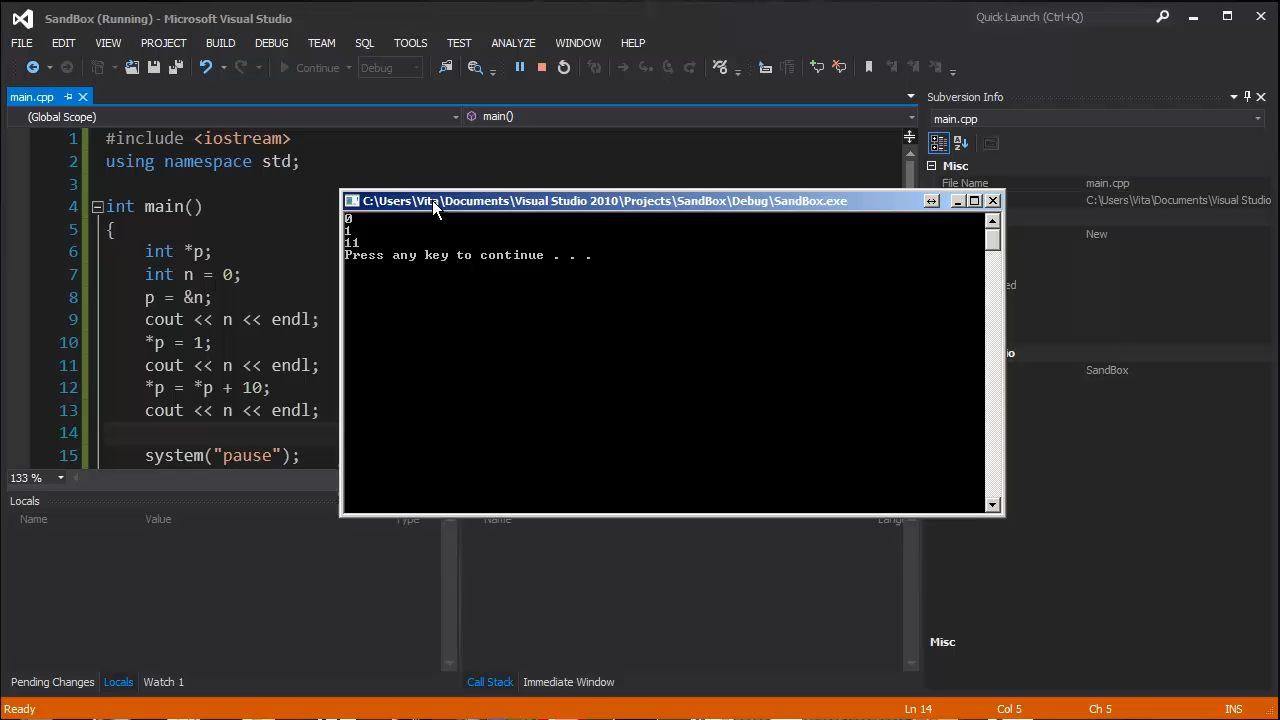 SandBox (Running) - Microsoft Visual Studio
Quick Launch (Ctrl+Q)
FILE EDIT VIEW PROJECT BUILD DEBUG TEAM SQL TOOLS TEST ANALYZE WINDOW HELP
Continue Debug
main.cpp
Subversion Info
(Global Scope) main()
main.cpp
1 #include <iostream>
2 using namespace std;
3
4 int main()
5 {
6 int *p;
7 int n = 0;
8 p = &n;
9 cout << n << endl;
10 *p = 1;
11 cout << n << endl;
12 *p = *p + 10;
13 cout << n << endl;
14
15 system("pause");
133 %
C:\Users\Vita\Documents\Visual Studio 2010\Projects\SandBox\Debug\SandBox.exe
0
1
11
Press any key to continue . . .
Misc
File Name main.cpp
C:\Users\Vita\Documents\Visual Studio
New
SandBox
Misc
Locals
Name Value Type
Name Lang
Pending Changes Locals Watch 1
Call Stack Immediate Window
Ready
Ln 14 Col 5 Ch 5 INS